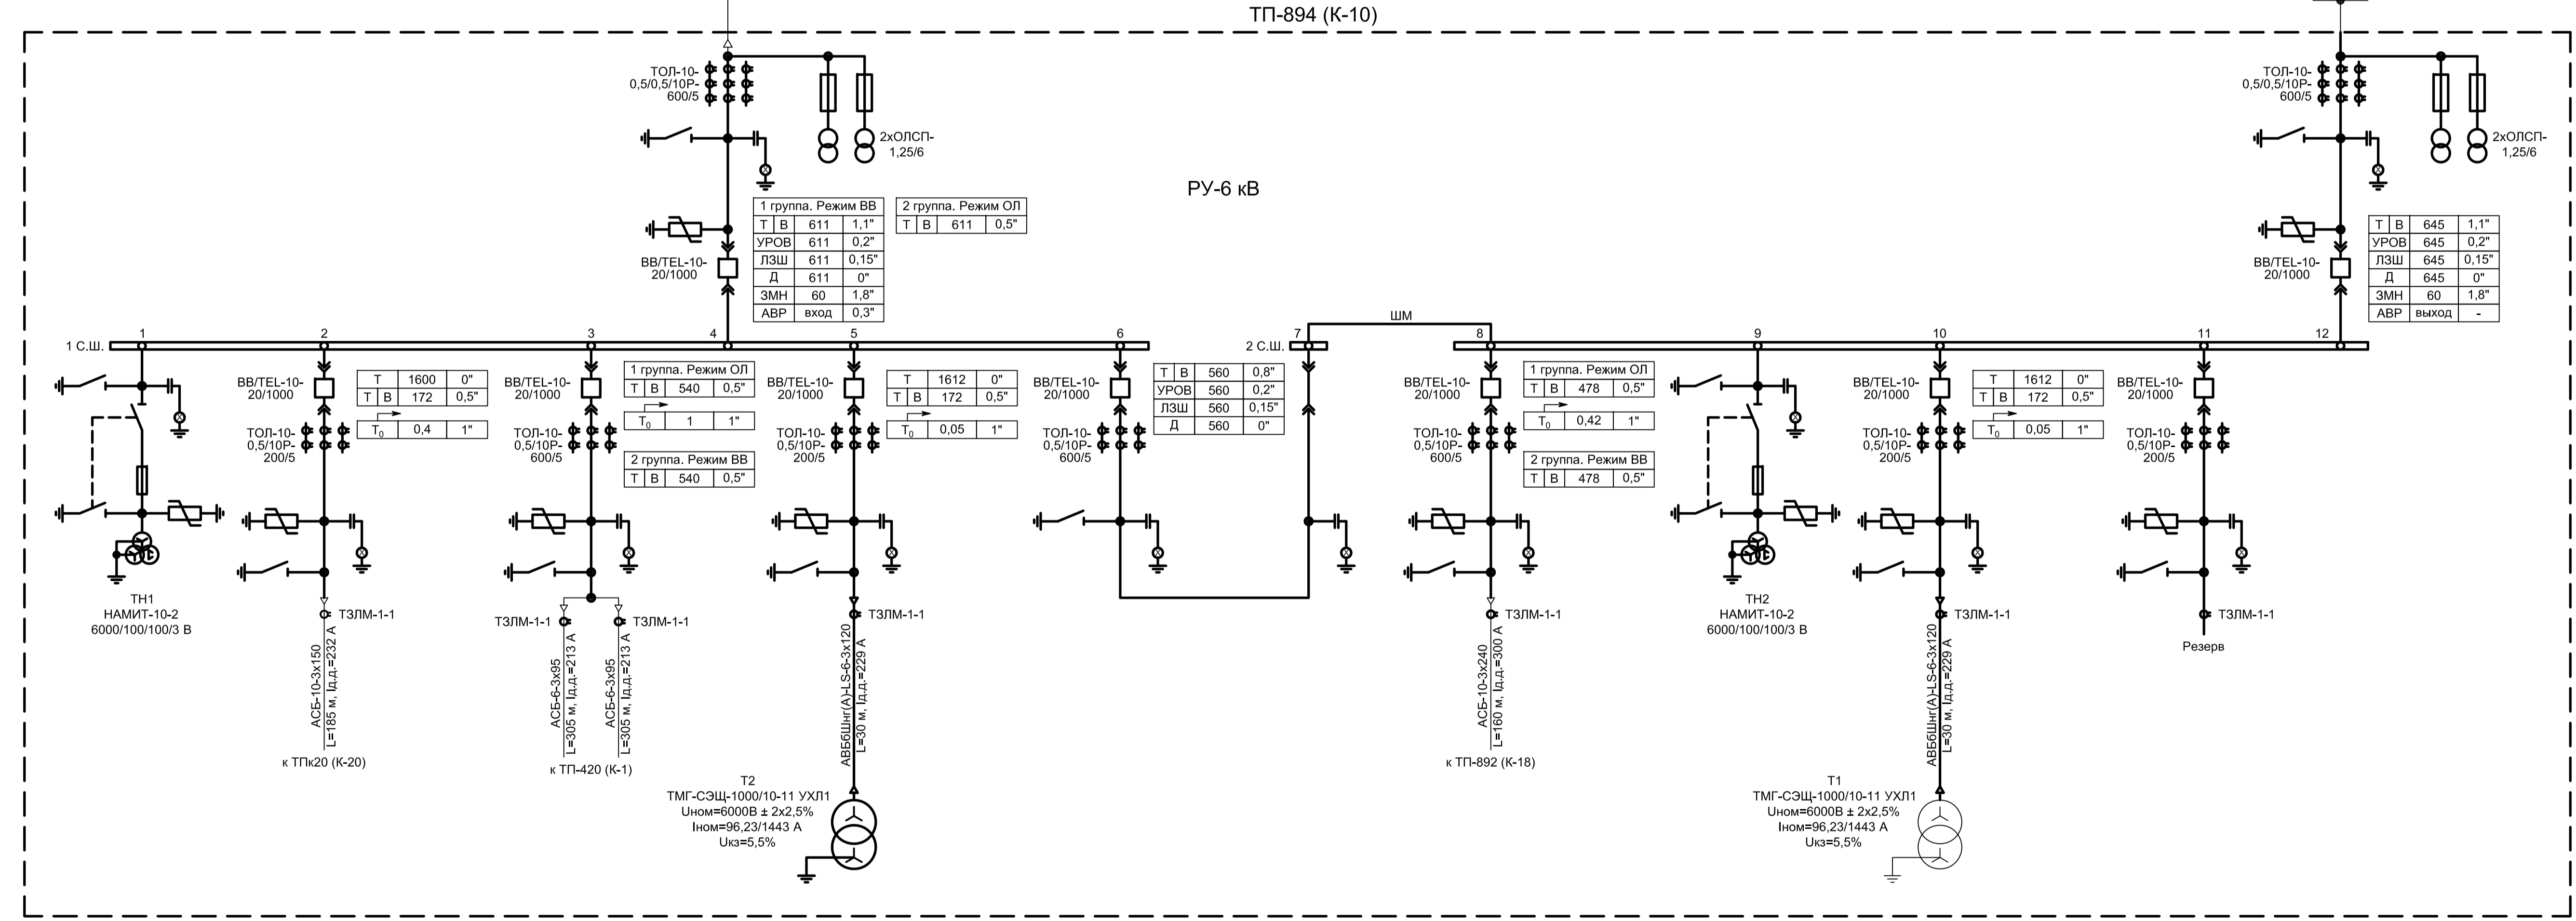 ТП-894 (К-10)
ТОЛ-10-
0,5/0,5/10Р-
600/5
2хОЛСП-
1,25/6
ВВ/TEL-10-
20/1000
1 группа. Режим ВВ
Т В 611 1,1"
УРОВ 611 0,2"
ЛЗШ 611 0,15"
Д 611 0"
ЗМН 60 1,8"
АВР вход 0,3"
2 группа. Режим ОЛ
Т В 611 0,5"
РУ-6 кВ
ТОЛ-10-
0,5/0,5/10Р-
600/5
2хОЛСП-
1,25/6
ВВ/TEL-10-
20/1000
Т В 645 1,1"
УРОВ 645 0,2"
ЛЗШ 645 0,15"
Д 645 0"
ЗМН 60 1,8"
АВР выход -
1 С.Ш.
1
2
3
4
5
6
2 С.Ш.
7
ШМ
8
9
10
11
12
ТН1
НАМИТ-10-2
6000/100/100/3 В
ВВ/TEL-10-
20/1000
Т 1600 0"
Т В 172 0,5"
Т0 0,4 1"
ТОЛ-10-
0,5/10Р-
200/5
ТЗЛМ-1-1
АСБ-10-3х150
L=185 м, Iд.д.=232 А
к ТПк20 (К-20)
ВВ/TEL-10-
20/1000
1 группа. Режим ОЛ
Т В 540 0,5"
Т0 1 1"
2 группа. Режим ВВ
Т В 540 0,5"
ТОЛ-10-
0,5/10Р-
600/5
ТЗЛМ-1-1
ТЗЛМ-1-1
АСБ-6-3х95
L=305 м, Iд.д.=213 А
АСБ-6-3х95
L=305 м, Iд.д.=213 А
к ТП-420 (К-1)
ВВ/TEL-10-
20/1000
Т 1612 0"
Т В 172 0,5"
Т0 0,05 1"
ТОЛ-10-
0,5/10Р-
200/5
ТЗЛМ-1-1
АВБбШнг(А)-LS-6-3х120
L=30 м, Iд.д.=229 А
Т2
ТМГ-СЭЩ-1000/10-11 УХЛ1
Uном=6000В ± 2х2,5%
Iном=96,23/1443 А
Uкз=5,5%
ВВ/TEL-10-
20/1000
Т В 560 0,8"
УРОВ 560 0,2"
ЛЗШ 560 0,15"
Д 560 0"
ТОЛ-10-
0,5/10Р-
600/5
ВВ/TEL-10-
20/1000
1 группа. Режим ОЛ
Т В 478 0,5"
Т0 0,42 1"
2 группа. Режим ВВ
Т В 478 0,5"
ТОЛ-10-
0,5/10Р-
600/5
ТЗЛМ-1-1
АСБ-10-3х240
L=160 м, Iд.д.=300 А
к ТП-892 (К-18)
ТН2
НАМИТ-10-2
6000/100/100/3 В
ВВ/TEL-10-
20/1000
Т 1612 0"
Т В 172 0,5"
Т0 0,05 1"
ТОЛ-10-
0,5/10Р-
200/5
ТЗЛМ-1-1
АВБбШнг(А)-LS-6-3х120
L=30 м, Iд.д.=229 А
Т1
ТМГ-СЭЩ-1000/10-11 УХЛ1
Uном=6000В ± 2х2,5%
Iном=96,23/1443 А
Uкз=5,5%
ВВ/TEL-10-
20/1000
ТОЛ-10-
0,5/10Р-
200/5
ТЗЛМ-1-1
Резерв